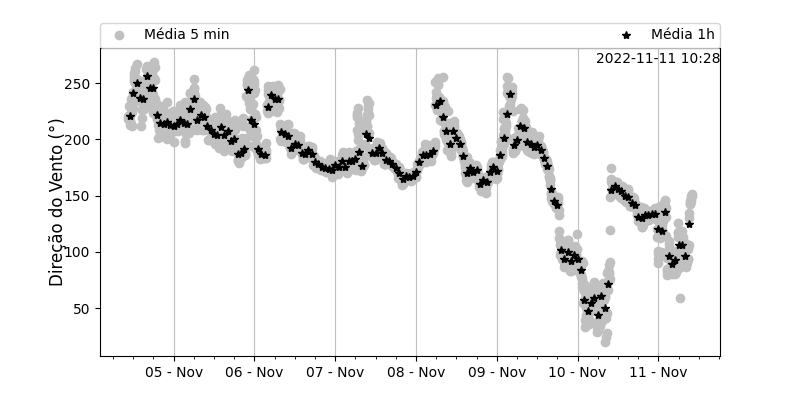 Média 5 min
Média 1h
2022-11-11 10:28
Direção do Vento (°)
250
200
150
100
50
05 - Nov
06 - Nov
07 - Nov
08 - Nov
09 - Nov
10 - Nov
11 - Nov